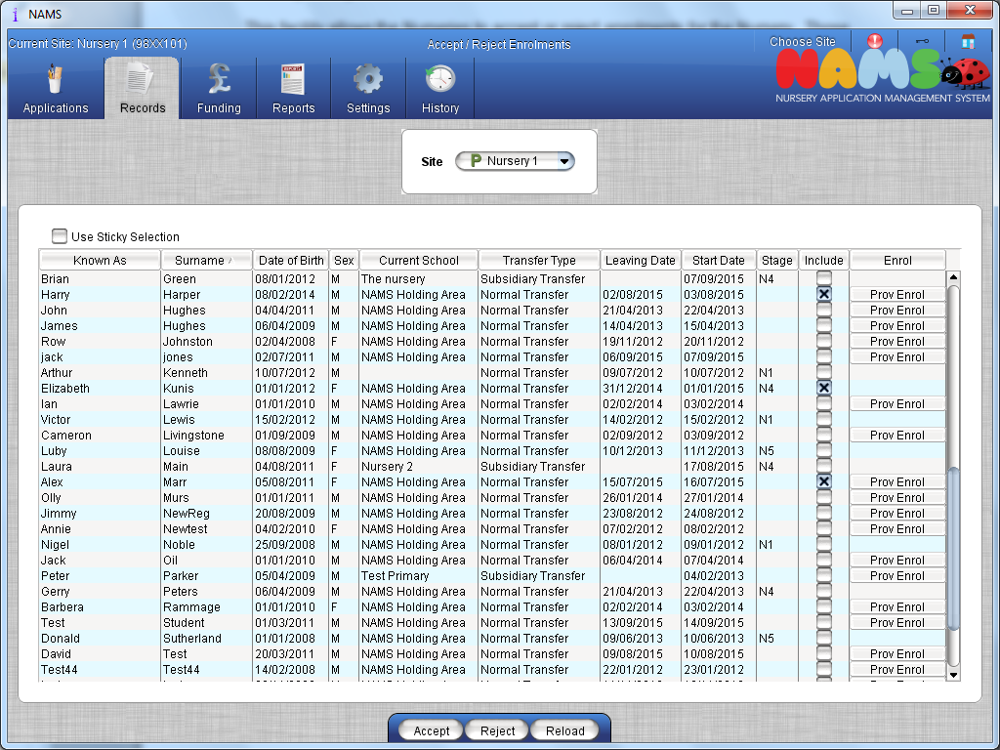 NAMS
Current Site: Nursery 1 (98XX101)
Accept / Reject Enrolments
Choose Site
Applications
Records
Funding
Reports
Settings
History
NAMS
NURSERY APPLICATION MANAGEMENT SYSTEM
Site P Nursery 1
Use Sticky Selection
Known As Surname Date of Birth Sex Current School Transfer Type Leaving Date Start Date Stage Include Enrol
Brian Green 08/01/2012 M The nursery Subsidiary Transfer 07/09/2015 N4
Harry Harper 08/02/2014 M NAMS Holding Area Normal Transfer 02/08/2015 03/08/2015 Prov Enrol
John Hughes 04/04/2011 M NAMS Holding Area Normal Transfer 21/04/2013 22/04/2013 Prov Enrol
James Hughes 06/04/2009 M NAMS Holding Area Normal Transfer 14/04/2013 15/04/2013 Prov Enrol
Row Johnston 02/04/2008 F NAMS Holding Area Normal Transfer 19/11/2012 20/11/2012 Prov Enrol
jack jones 02/07/2011 M NAMS Holding Area Normal Transfer 06/09/2015 07/09/2015 Prov Enrol
Arthur Kenneth 10/07/2012 M Normal Transfer 09/07/2012 10/07/2012 N1
Elizabeth Kunis 01/01/2012 F NAMS Holding Area Normal Transfer 31/12/2014 01/01/2015 N4
Ian Lawrie 01/01/2010 M NAMS Holding Area Normal Transfer 02/02/2014 03/02/2014 Prov Enrol
Victor Lewis 15/02/2012 M NAMS Holding Area Normal Transfer 14/02/2012 15/02/2012 N1
Cameron Livingstone 01/09/2009 M NAMS Holding Area Normal Transfer 02/09/2012 03/09/2012 Prov Enrol
Luby Louise 08/08/2009 F NAMS Holding Area Normal Transfer 10/12/2013 11/12/2013 N5
Laura Main 04/08/2011 F Nursery 2 Subsidiary Transfer 17/08/2015 N4
Alex Marr 05/08/2011 F NAMS Holding Area Normal Transfer 15/07/2015 16/07/2015 Prov Enrol
Olly Murs 01/01/2011 M NAMS Holding Area Normal Transfer 26/01/2014 27/01/2014 Prov Enrol
Jimmy NewReg 20/08/2009 M NAMS Holding Area Normal Transfer 23/08/2012 24/08/2012 Prov Enrol
Annie Newtest 04/02/2010 F NAMS Holding Area Normal Transfer 07/02/2012 08/02/2012 Prov Enrol
Nigel Noble 25/09/2008 M NAMS Holding Area Normal Transfer 08/01/2012 09/01/2012 N1
Jack Oil 01/01/2010 M NAMS Holding Area Normal Transfer 06/04/2014 07/04/2014 Prov Enrol
Peter Parker 05/04/2009 M Test Primary Subsidiary Transfer 04/02/2013 Prov Enrol
Gerry Peters 06/04/2009 M NAMS Holding Area Normal Transfer 21/04/2013 22/04/2013 N4
Barbera Rammage 01/01/2010 F NAMS Holding Area Normal Transfer 02/02/2014 03/02/2014 Prov Enrol
Test Student 01/03/2011 M NAMS Holding Area Normal Transfer 13/09/2015 14/09/2015 Prov Enrol
Donald Sutherland 01/01/2008 M NAMS Holding Area Normal Transfer 09/06/2013 10/06/2013 N5
David Test 20/03/2011 M NAMS Holding Area Normal Transfer 09/08/2015 10/08/2015 Prov Enrol
Test44 Test44 14/02/2008 M NAMS Holding Area Normal Transfer 22/01/2012 23/01/2012 Prov Enrol
Accept
Reject
Reload